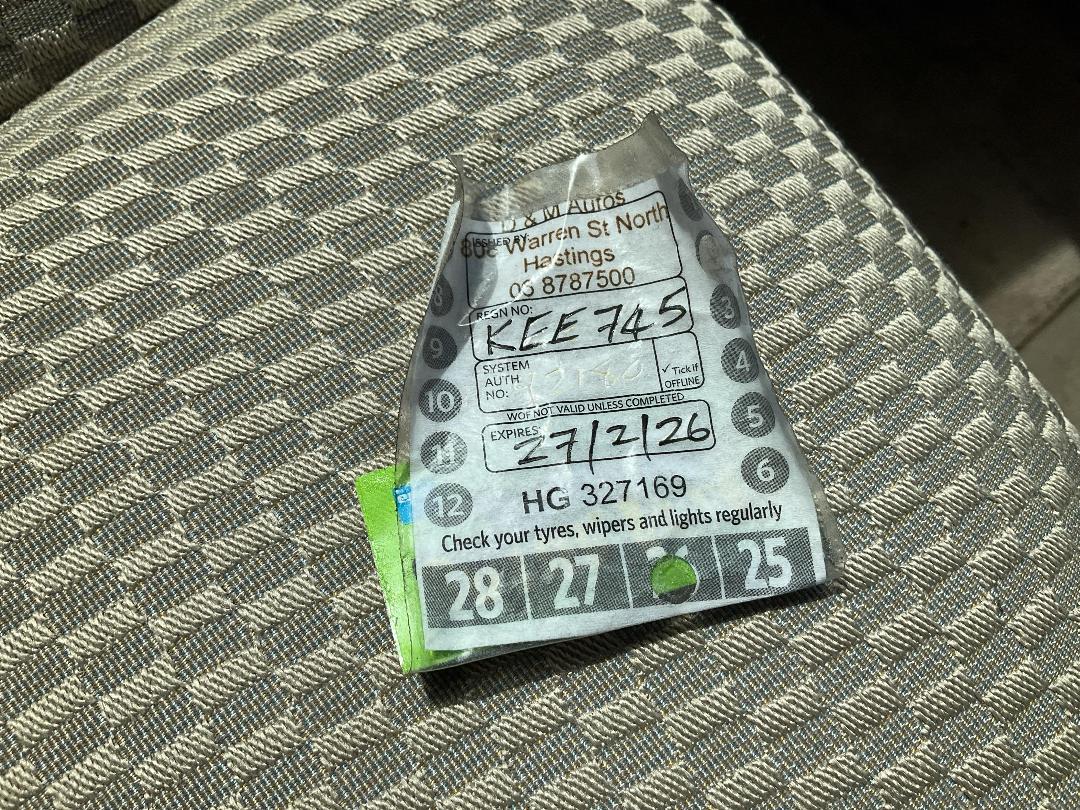 D & M Autos
ISSUED BY:
808 Warren St North
Hastings
06 8787500
REGN NO:
KEE745
SYSTEM
AUTH
NO:
✓ Tick if
OFFLINE
WOF NOT VALID UNLESS COMPLETED
EXPIRES:
27/2/26
HG 327169
Check your tyres, wipers and lights regularly
28 27 25
8
9
10
11
12
3
4
5
6